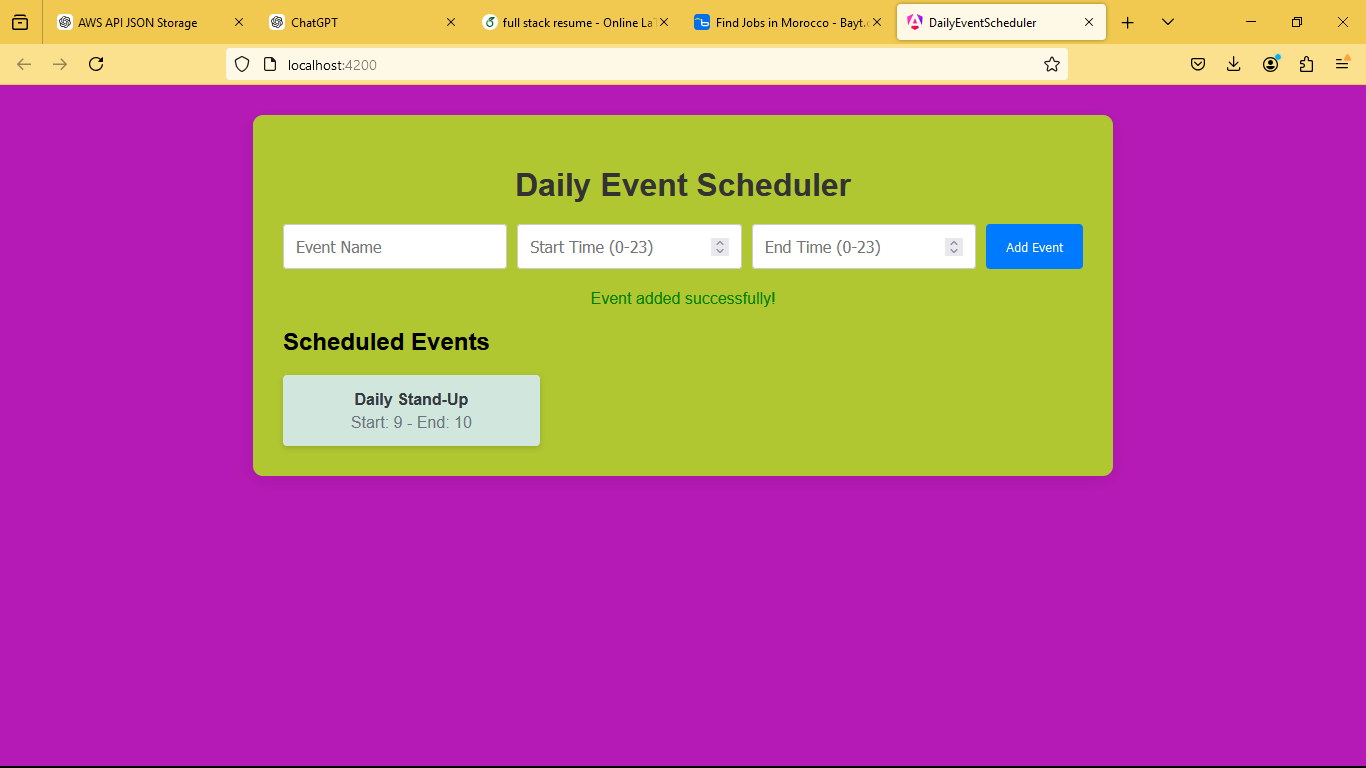 AWS API JSON Storage
ChatGPT
full stack resume - Online La
Find Jobs in Morocco - Bayt.
DailyEventScheduler
localhost:4200
Daily Event Scheduler
Event Name
Start Time (0-23)
End Time (0-23)
Add Event
Event added successfully!
Scheduled Events
Daily Stand-Up
Start: 9 - End: 10